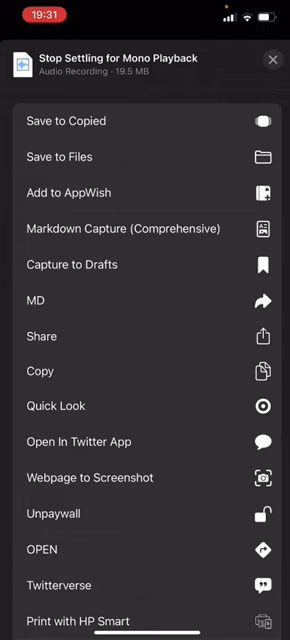 19:31
Stop Settling for Mono Playback
Audio Recording · 19.5 MB
Save to Copied
Save to Files
Add to AppWish
Markdown Capture (Comprehensive)
Capture to Drafts
MD
Share
Copy
Quick Look
Open In Twitter App
Webpage to Screenshot
Unpaywall
OPEN
Twitterverse
Print with HP Smart